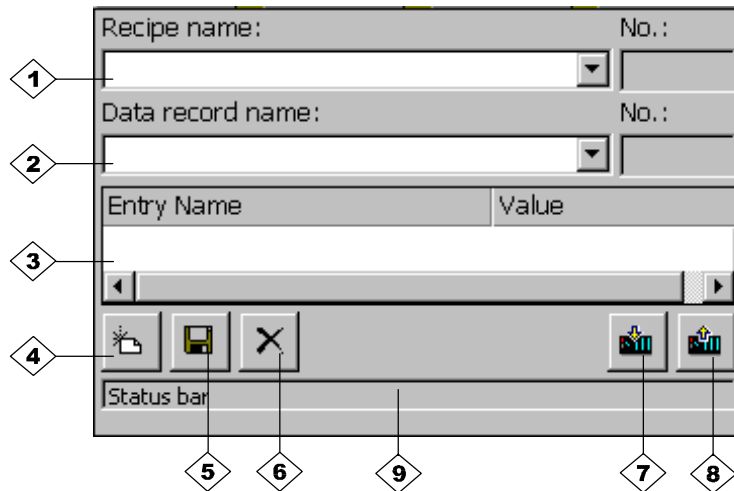 Recipe name: No.:
1
Data record name: No.:
2
Entry Name Value
3
4
Status bar
5 6 9 7 8